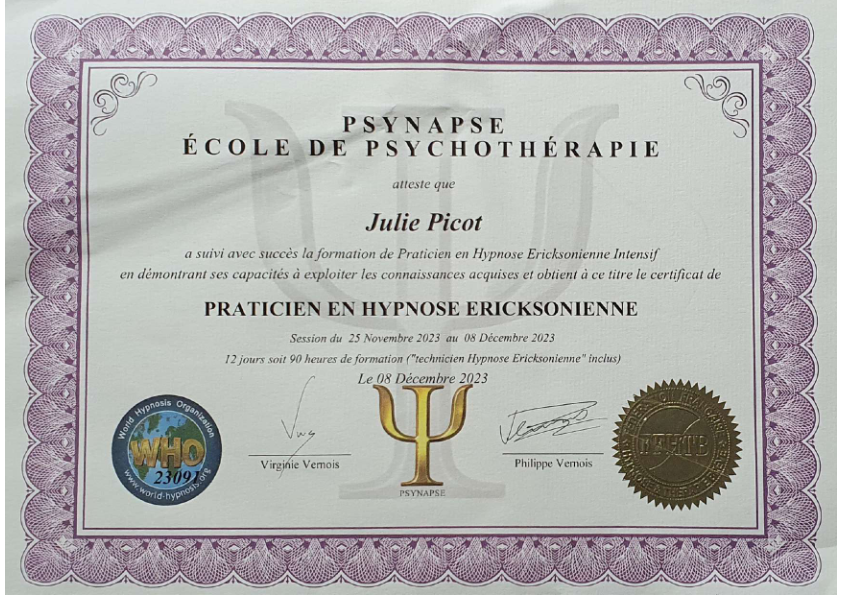 PSYNAPSE
ÉCOLE DE PSYCHOTHÉRAPIE
atteste que
Julie Picot
a suivi avec succès la formation de Praticien en Hypnose Ericksonienne Intensif
en démontrant ses capacités à exploiter les connaissances acquises et obtient à ce titre le certificat de
PRATICIEN EN HYPNOSE ERICKSONIENNE
Session du 25 Novembre 2023 au 08 Décembre 2023
12 jours soit 90 heures de formation ("technicien Hypnose Ericksonienne" inclus)
Le 08 Décembre 2023
World Hypnosis Organization
WHO
23091
www.world-hypnosis.org
Virginie Vernois
PSYNAPSE
Philippe Vernois